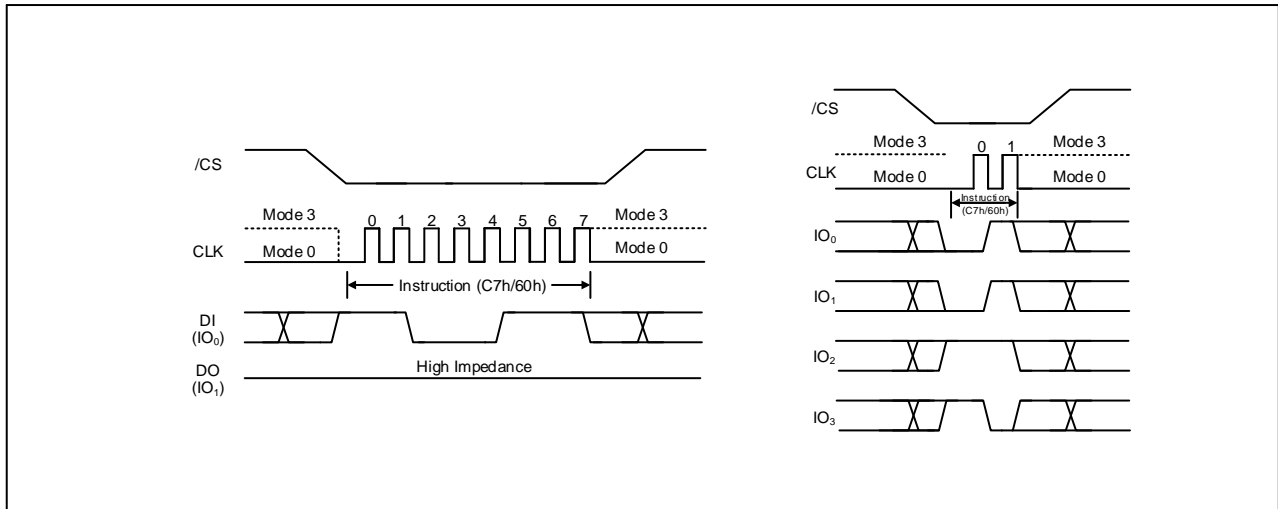 /CS
Mode 3 0 1 2 3 4 5 6 7 Mode 3
CLK Mode 0 Mode 0
Instruction (C7h/60h)
DI
(IO₀)
High Impedance
DO
(IO₁)
/CS
Mode 3 0 1 Mode 3
CLK Mode 0 Mode 0
Instruction
(C7h/60h)
IO₀
IO₁
IO₂
IO₃